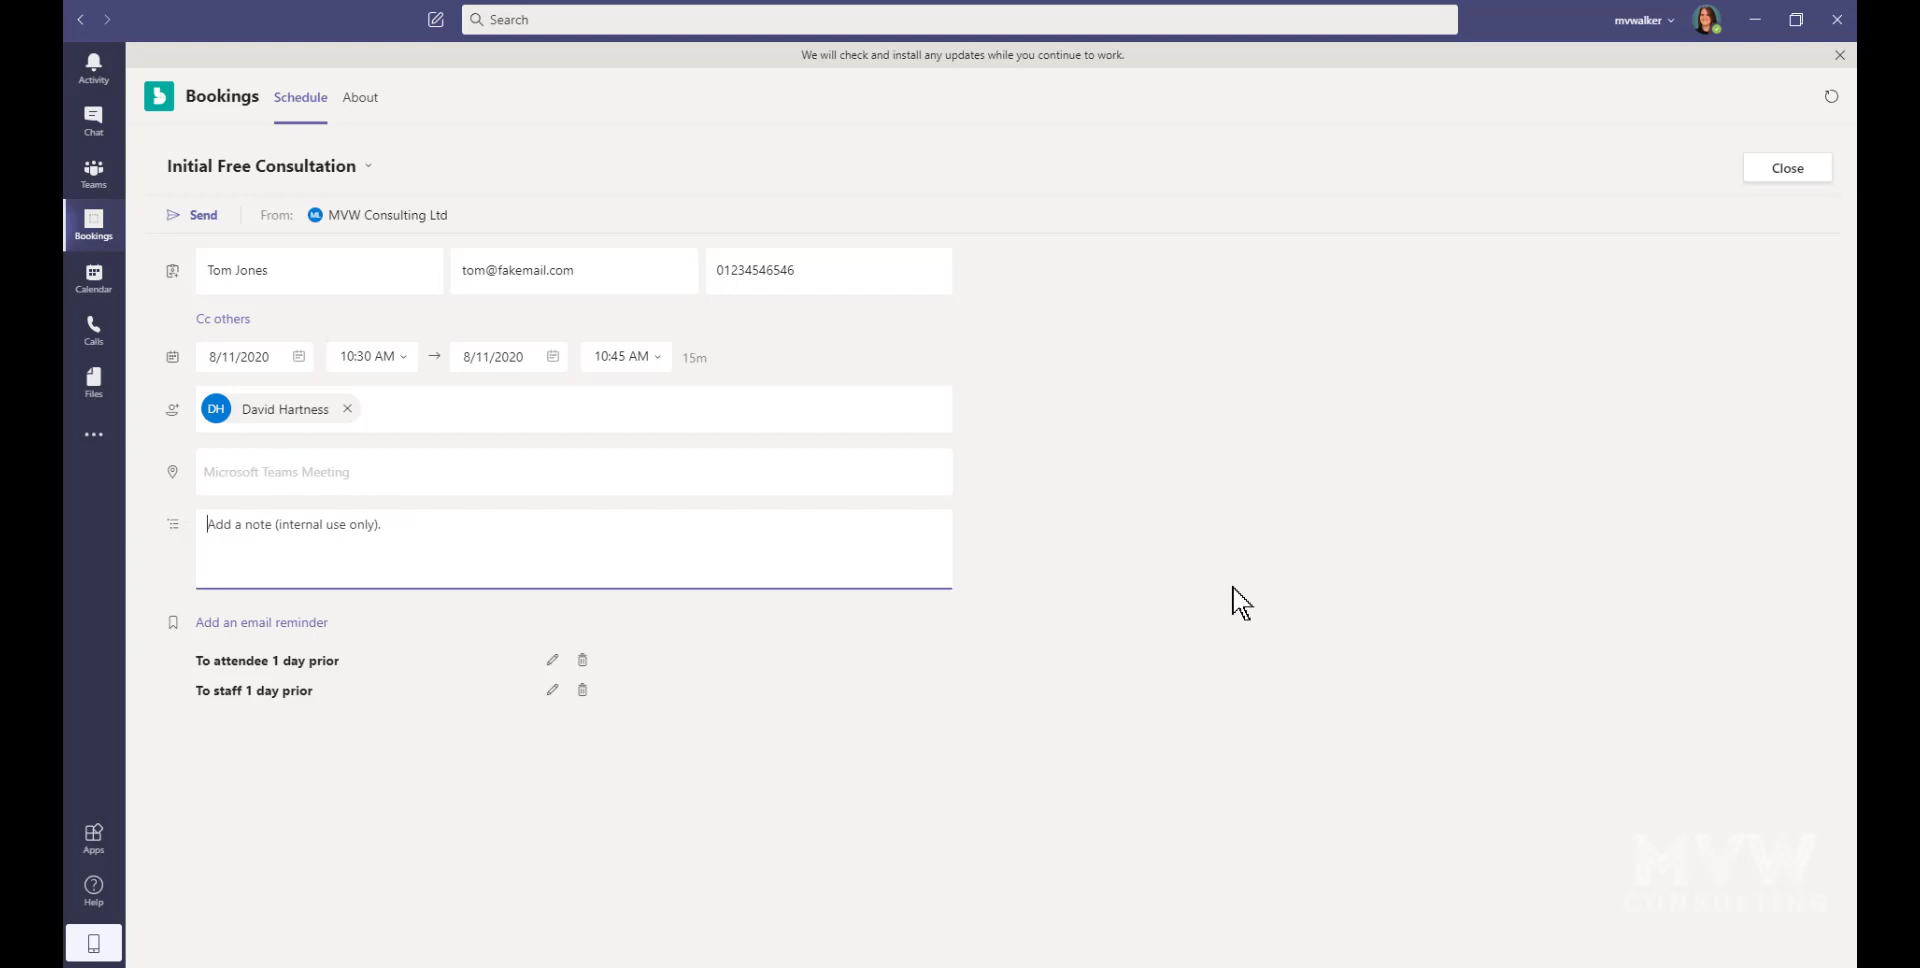 Search
mvwalker
We will check and install any updates while you continue to work.
Activity
Chat
Teams
Bookings
Calendar
Calls
Files
Apps
Help
Bookings Schedule About
Initial Free Consultation
Close
Send From: ML MVW Consulting Ltd
Tom Jones tom@fakemail.com 01234546546
Cc others
8/11/2020 10:30 AM → 8/11/2020 10:45 AM 15m
DH David Hartness
Microsoft Teams Meeting
Add a note (internal use only).
Add an email reminder
To attendee 1 day prior
To staff 1 day prior
MVW
CONSULTING